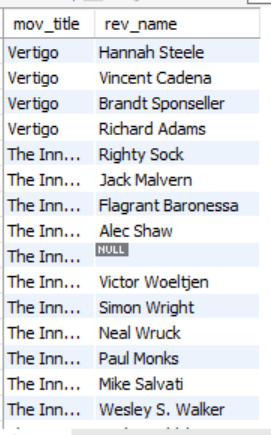 mov_title rev_name
Vertigo Hannah Steele
Vertigo Vincent Cadena
Vertigo Brandt Sponseller
Vertigo Richard Adams
The Inn... Righty Sock
The Inn... Jack Malvern
The Inn... Flagrant Baronessa
The Inn... Alec Shaw
The Inn... NULL
The Inn... Victor Woeltjen
The Inn... Simon Wright
The Inn... Neal Wruck
The Inn... Paul Monks
The Inn... Mike Salvati
The Inn... Wesley S. Walker